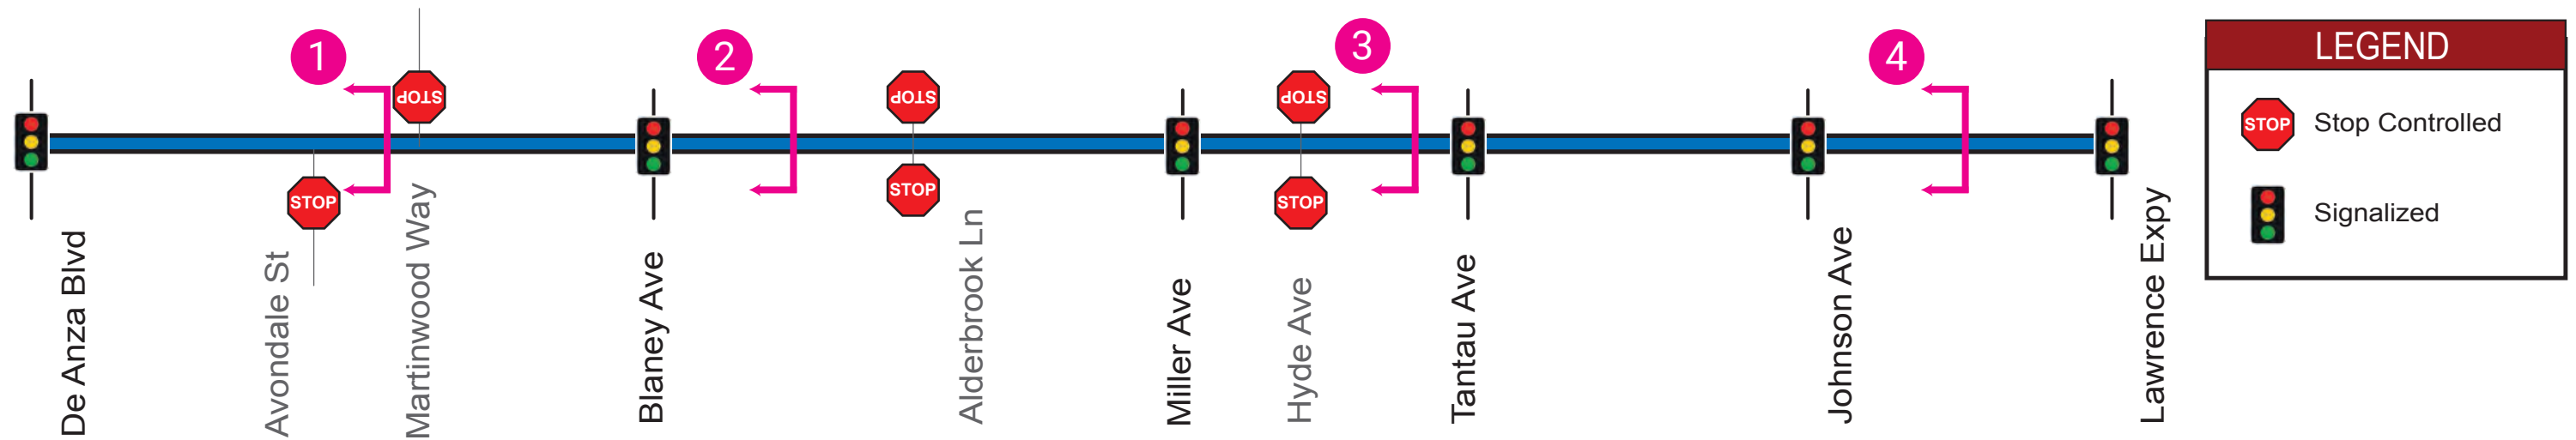 1
2
3
4
STOP
STOP
STOP
STOP
STOP
STOP
De Anza Blvd
Avondale St
Martinwood Way
Blaney Ave
Alderbrook Ln
Miller Ave
Hyde Ave
Tantau Ave
Johnson Ave
Lawrence Expy
LEGEND
STOP Stop Controlled
Signalized